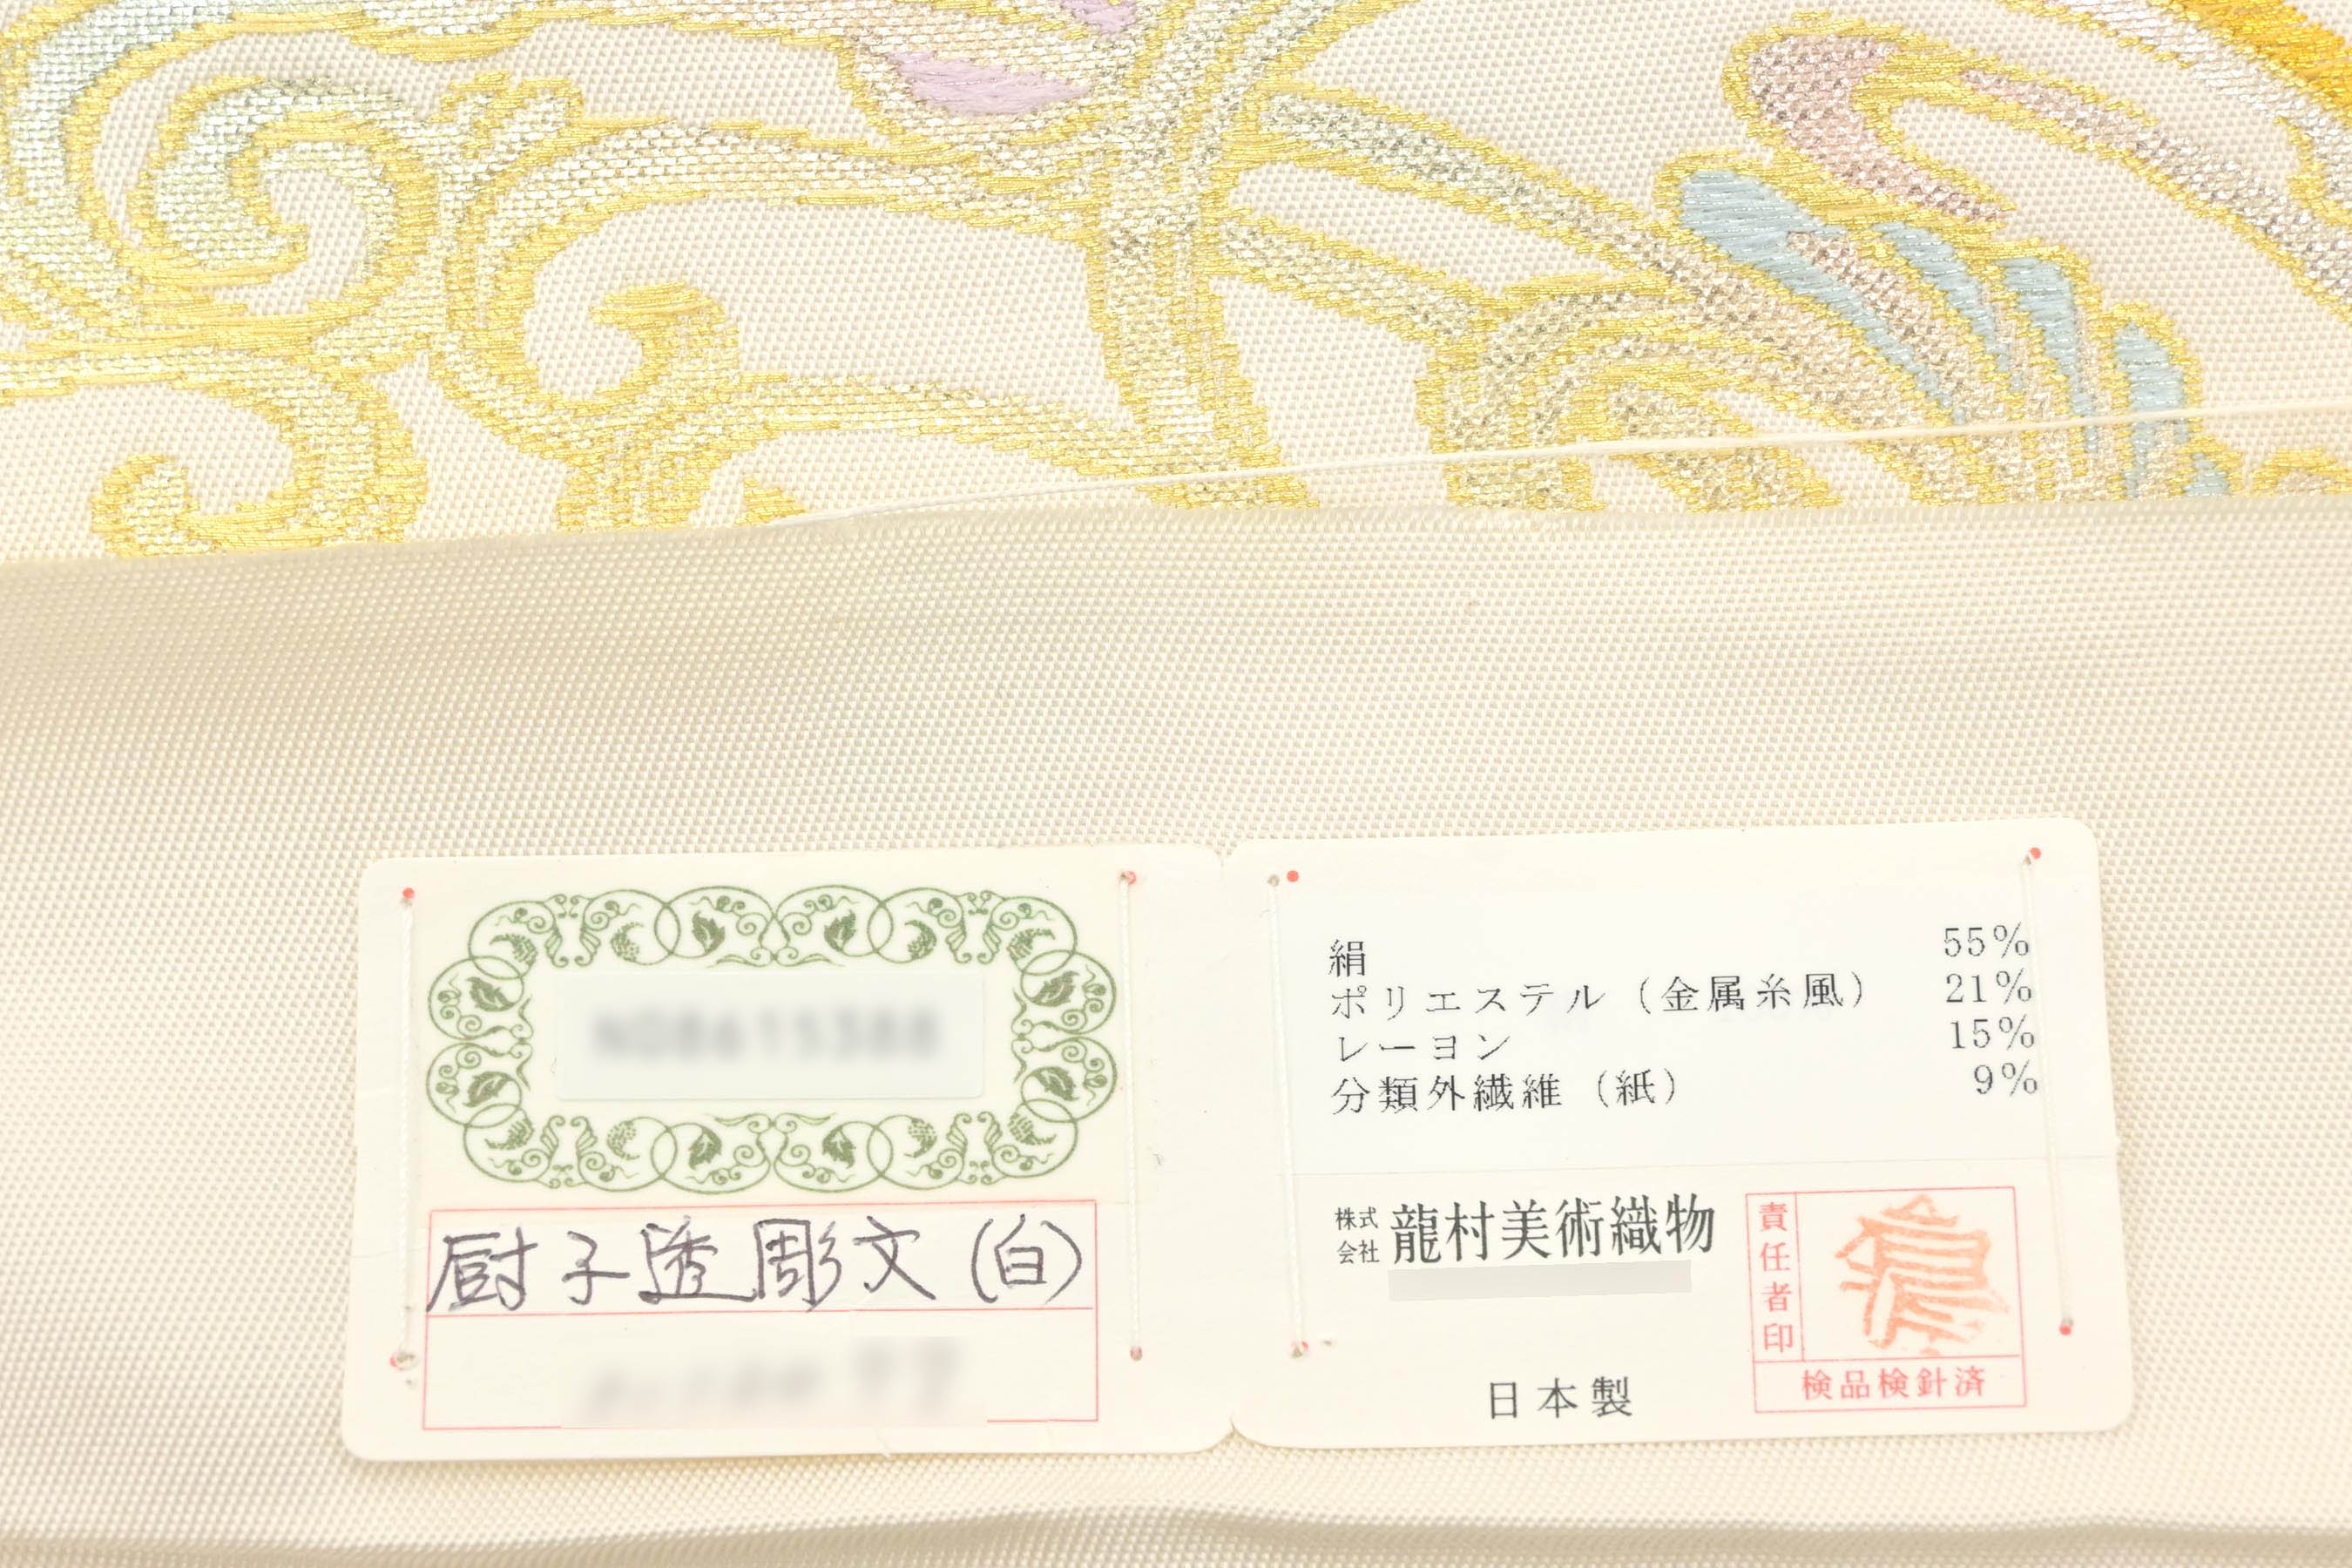 厨子透彫文(白)
絹 55%
ポリエステル(金属糸風) 21%
レーヨン 15%
分類外繊維(紙) 9%
株式会社 龍村美術織物
日本製
責任者印
検品検針済